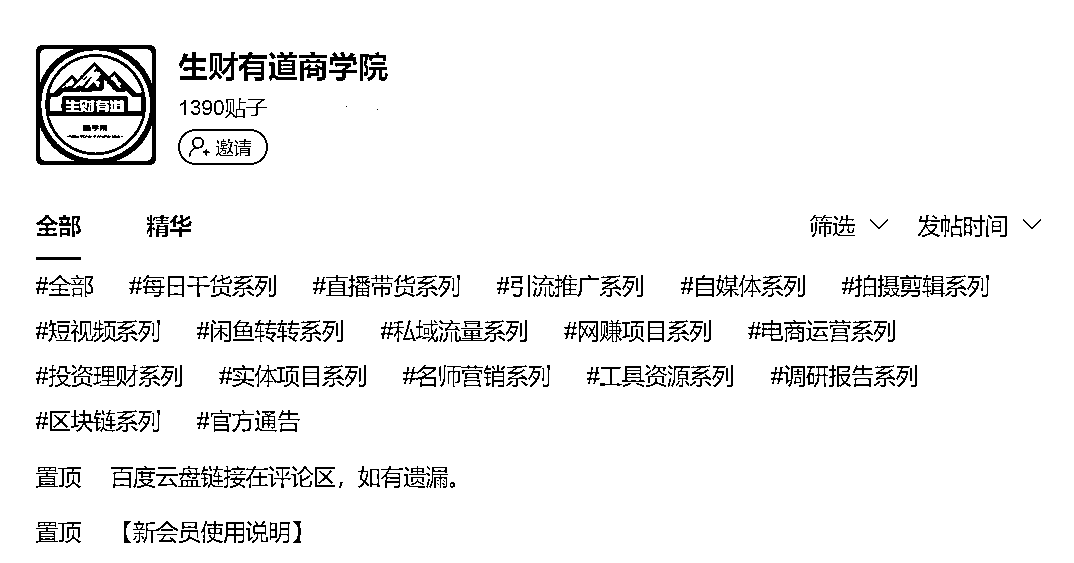 生财有道商学院
生财有道
1390贴子
邀请
全部 精华 筛选 发帖时间
#全部 #每日干货系列 #直播带货系列 #引流推广系列 #自媒体系列 #拍摄剪辑系列
#短视频系列 #闲鱼转转系列 #私域流量系列 #网赚项目系列 #电商运营系列
#投资理财系列 #实体项目系列 #名师营销系列 #工具资源系列 #调研报告系列
#区块链系列 #官方通告
置顶 百度云盘链接在评论区，如有遗漏。
置顶 【新会员使用说明】